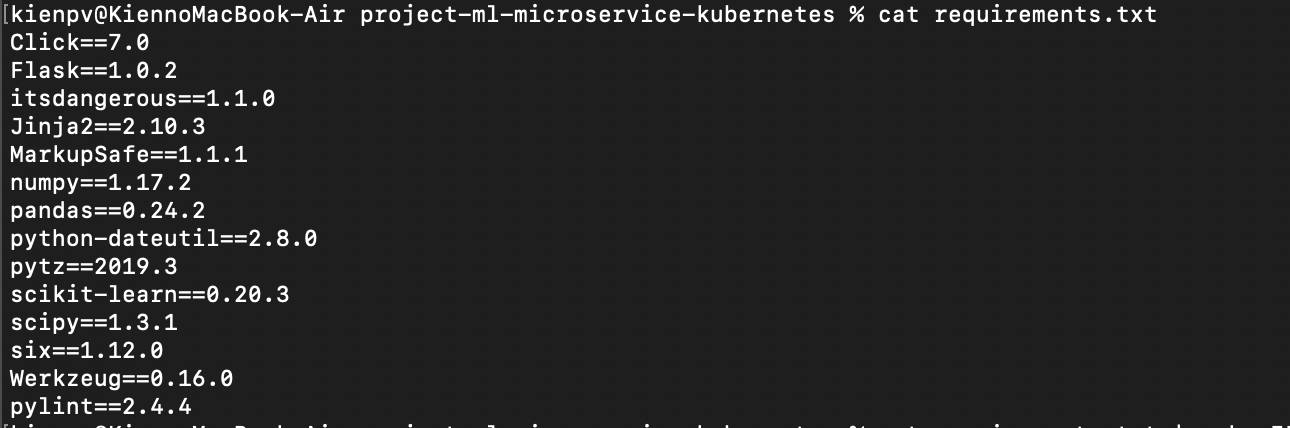 [kienpv@KiennoMacBook-Air project-ml-microservice-kubernetes % cat requirements.txt
Click==7.0
Flask==1.0.2
itsdangerous==1.1.0
Jinja2==2.10.3
MarkupSafe==1.1.1
numpy==1.17.2
pandas==0.24.2
python-dateutil==2.8.0
pytz==2019.3
scikit-learn==0.20.3
scipy==1.3.1
six==1.12.0
Werkzeug==0.16.0
pylint==2.4.4